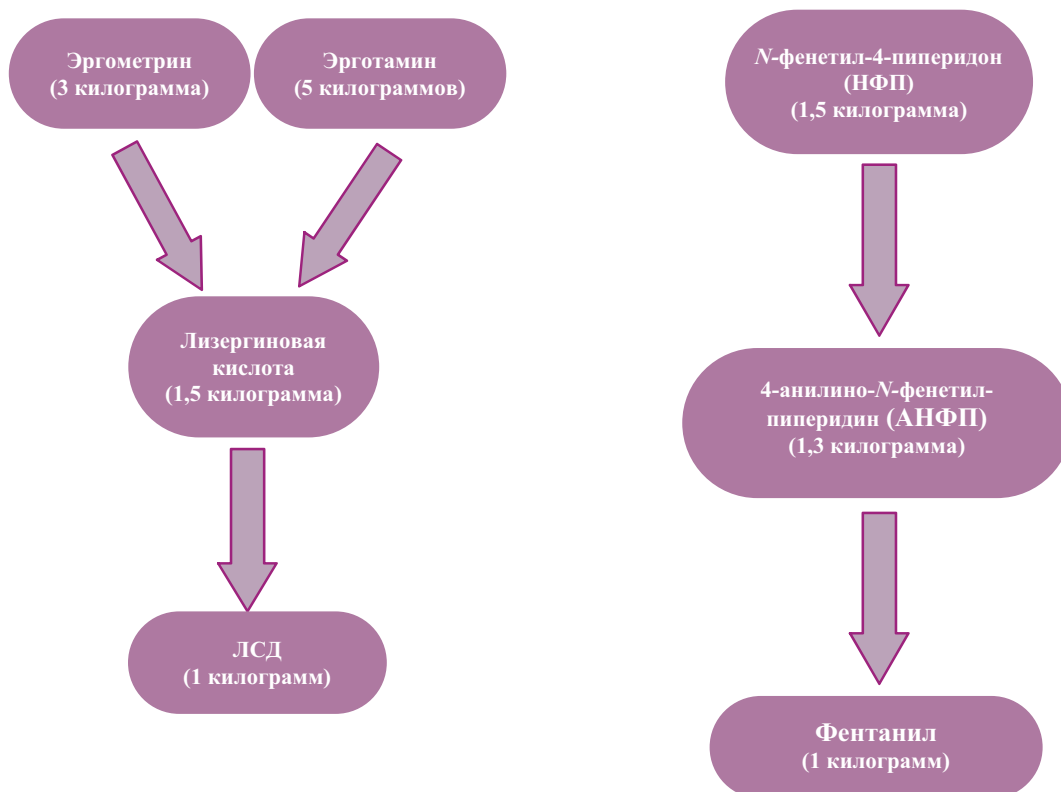 Эргометрин
(3 килограмма)
Эрготамин
(5 килограммов)
Лизергиновая
кислота
(1,5 килограмма)
ЛСД
(1 килограмм)
N-фенетил-4-пиперидон
(НФП)
(1,5 килограмма)
4-анилино-N-фенетил-
пиперидин (АНФП)
(1,3 килограмма)
Фентанил
(1 килограмм)